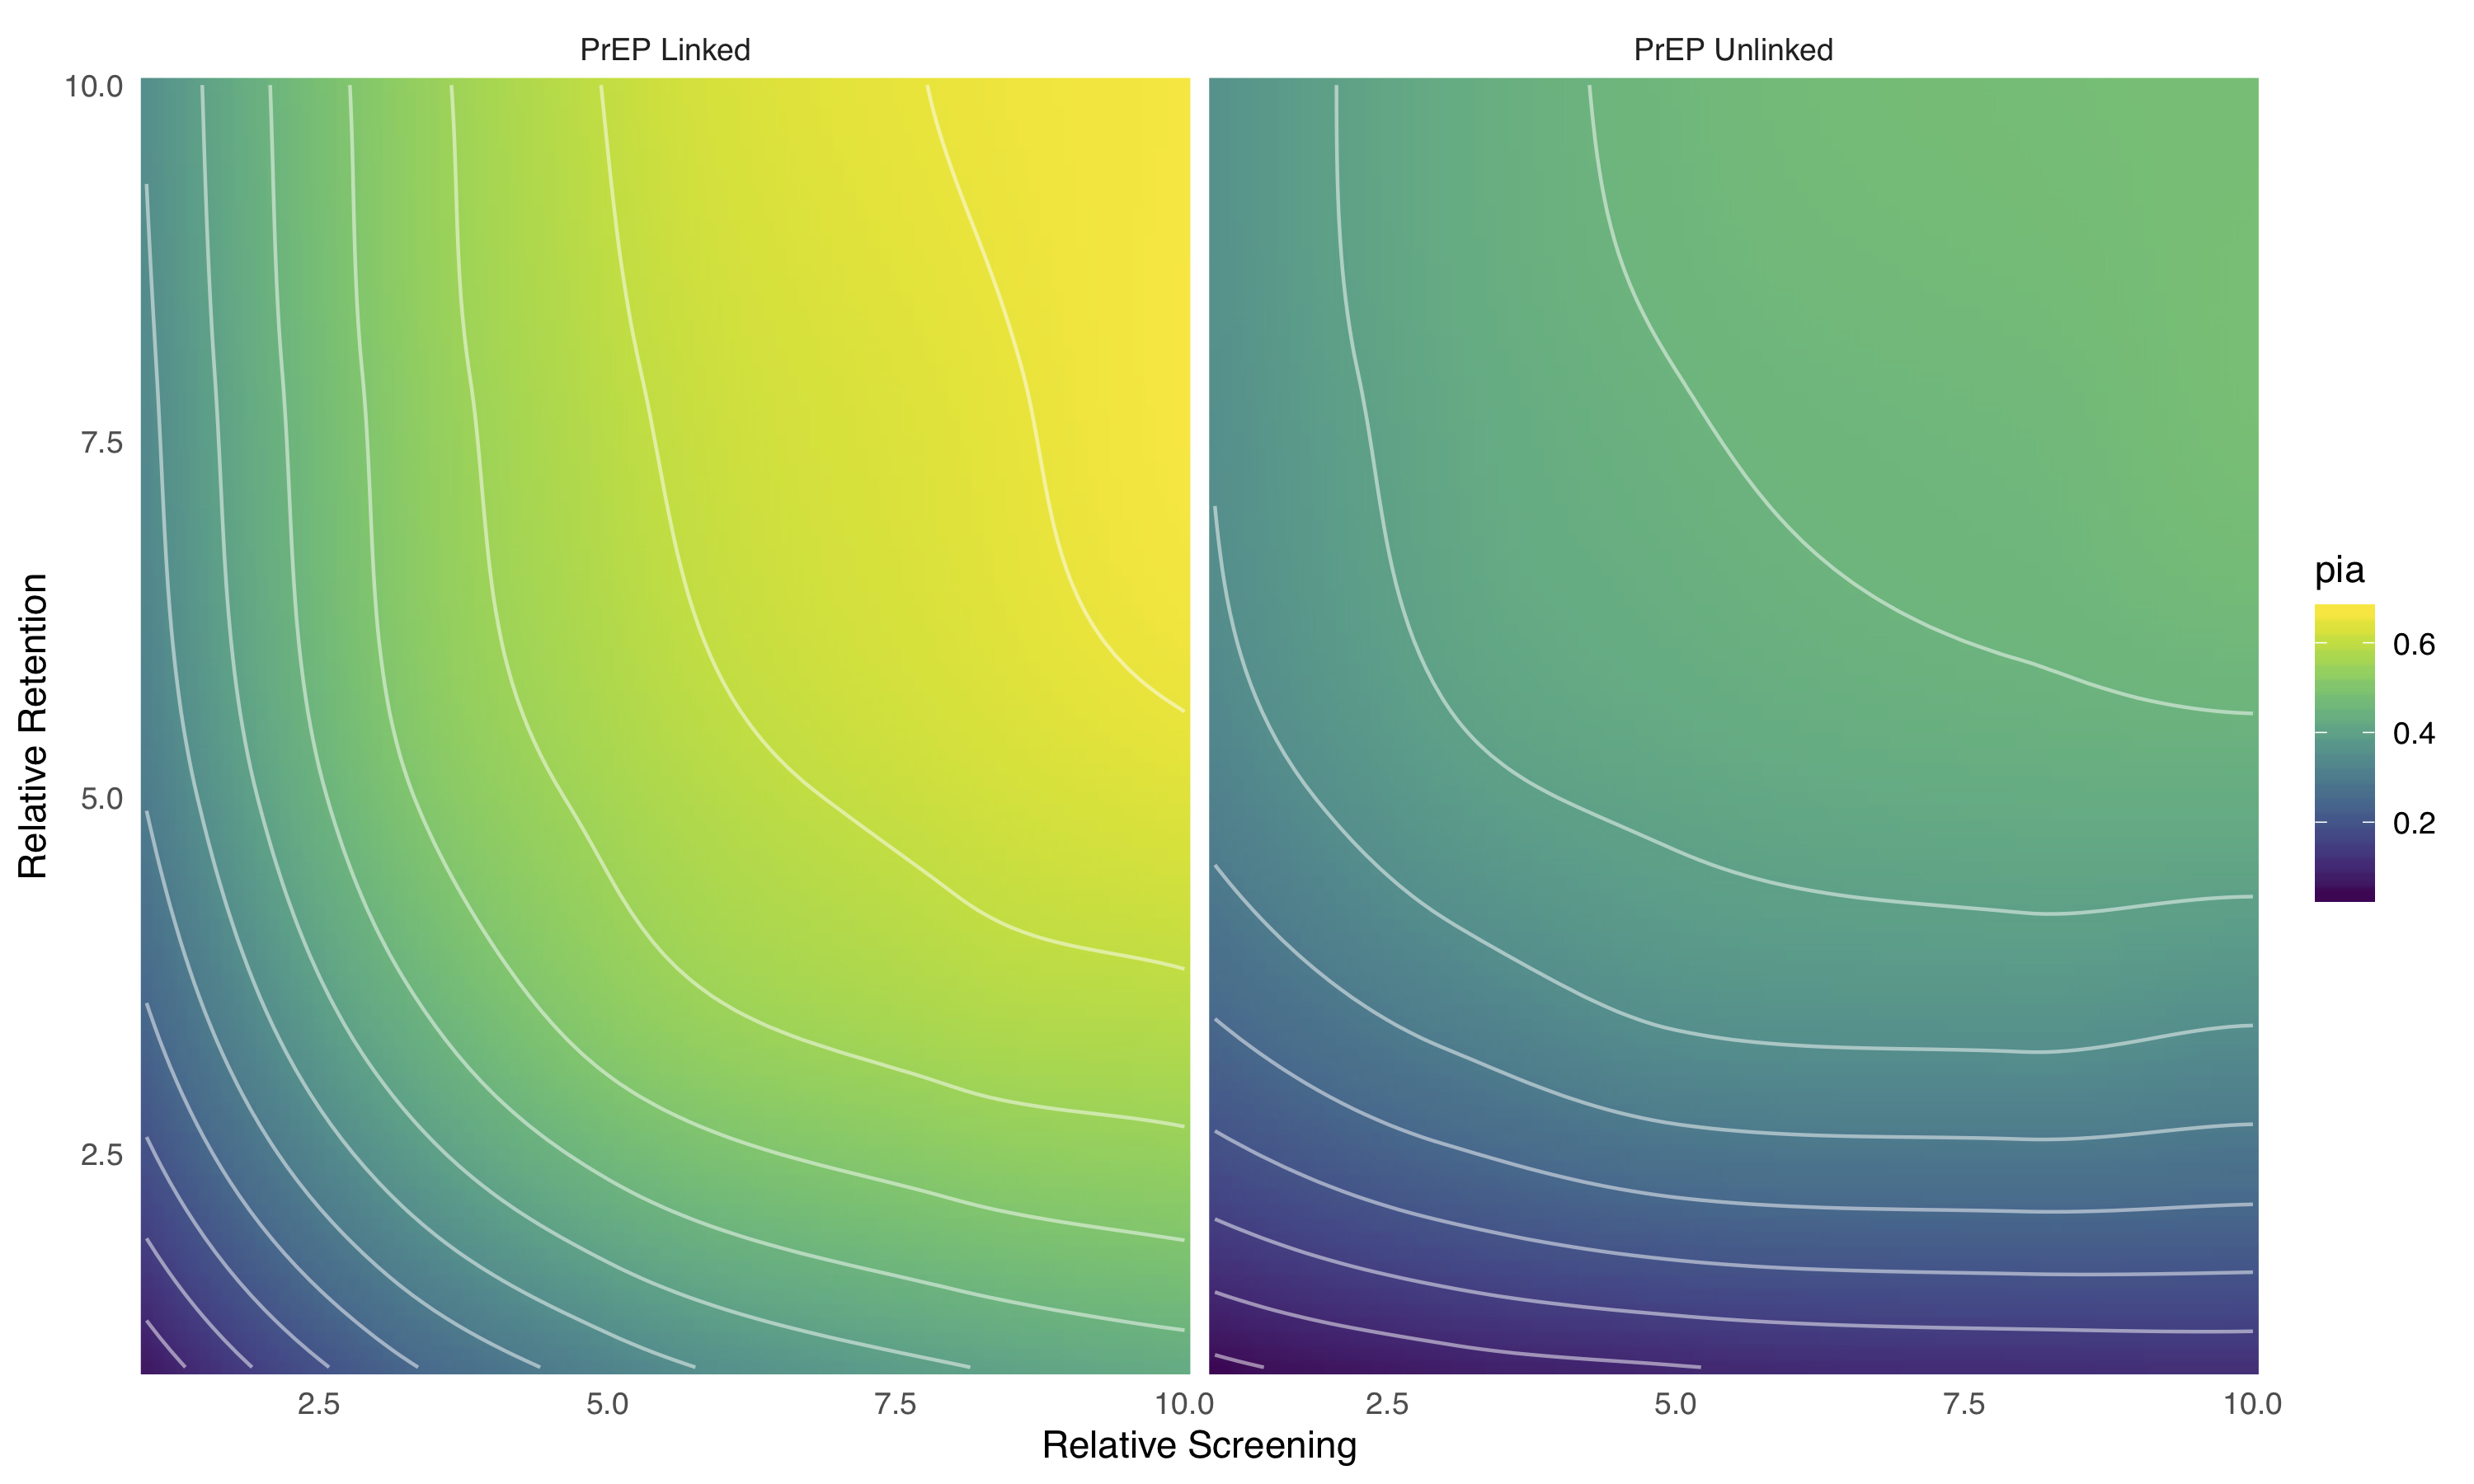 PrEP Linked PrEP Unlinked
10.0
7.5
5.0
2.5
Relative Retention
2.5 5.0 7.5 10.0 2.5 5.0 7.5 10.0
Relative Screening
pia
0.6
0.4
0.2